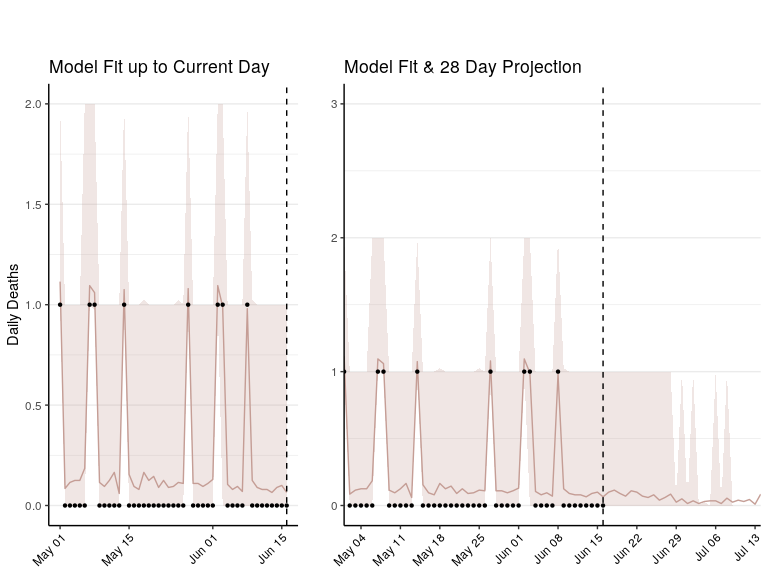 Model Fit up to Current Day
Model Fit & 28 Day Projection
Daily Deaths
2.0
1.5
1.0
0.5
0.0
May 01
May 15
Jun 01
Jun 15
3
2
1
0
May 04
May 11
May 18
May 25
Jun 01
Jun 08
Jun 15
Jun 22
Jun 29
Jul 06
Jul 13